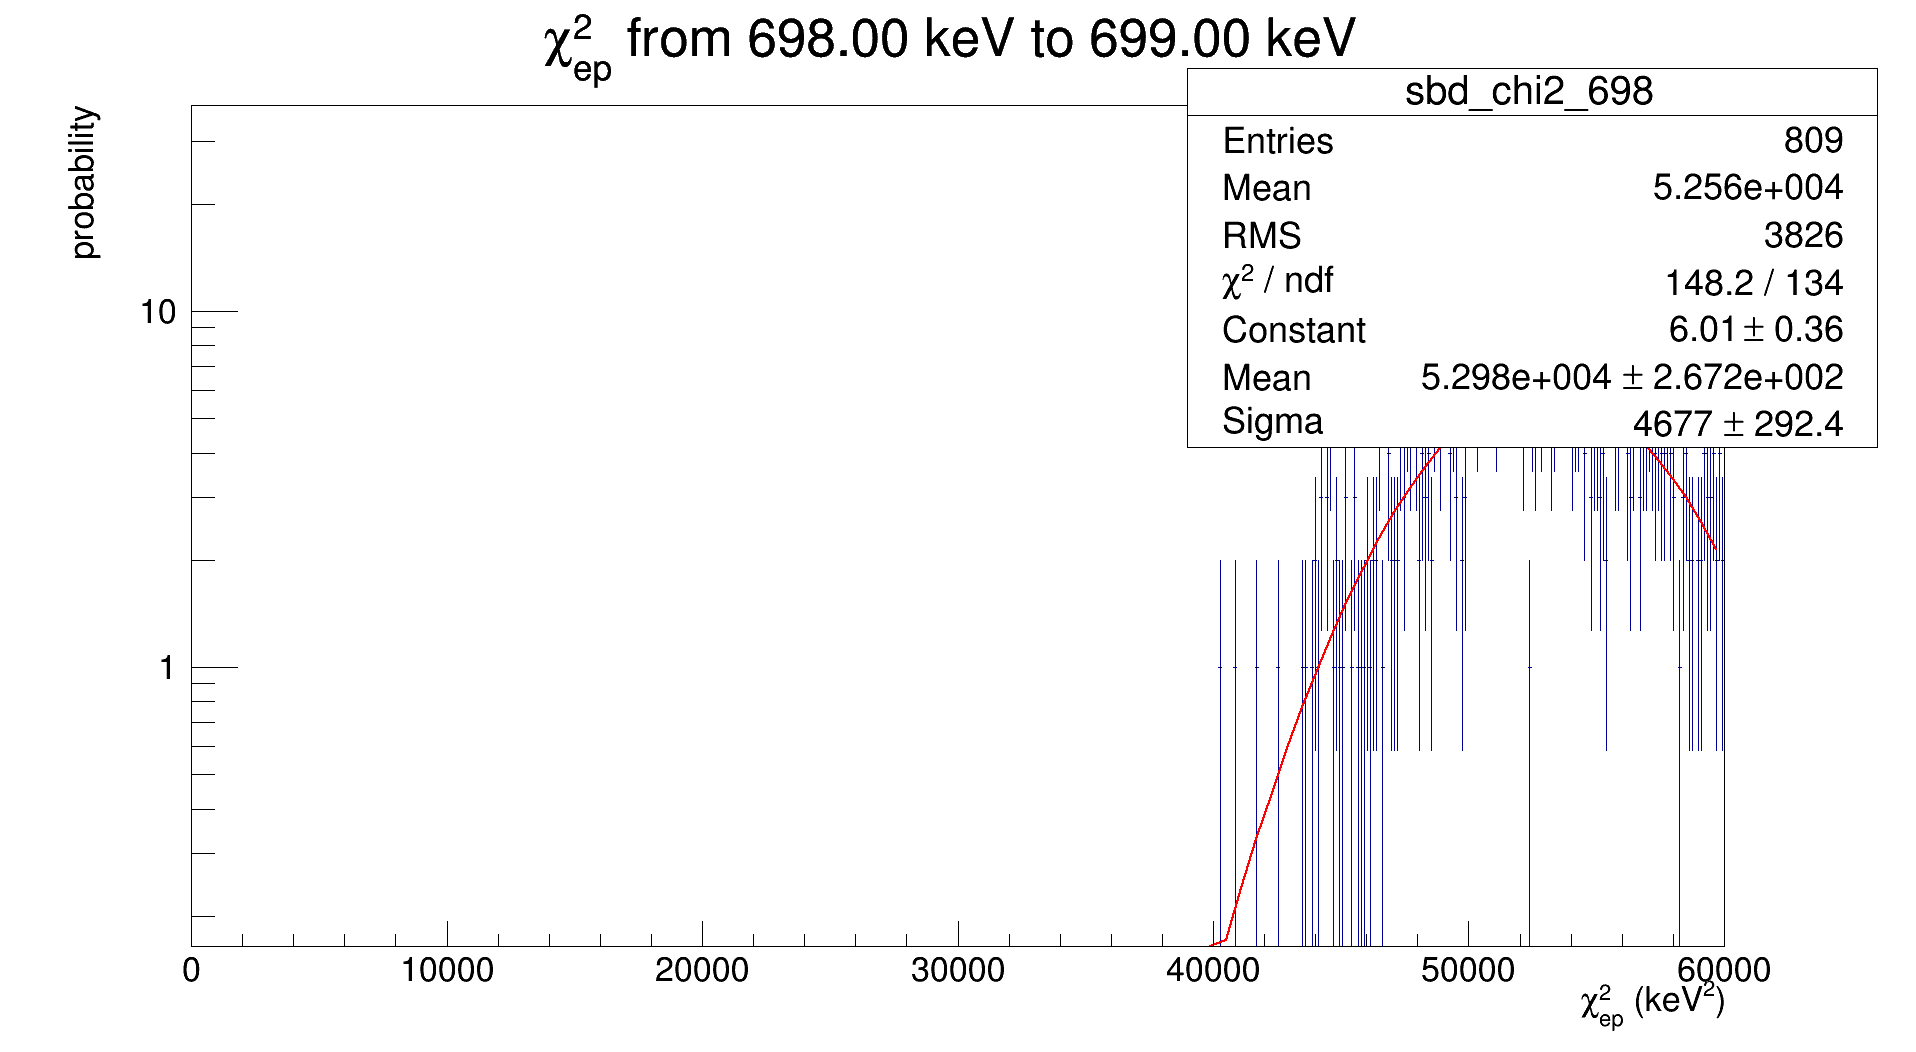 χ²ep from 698.00 keV to 699.00 keV
probability
sbd_chi2_698
Entries 809
Mean 5.256e+004
RMS 3826
χ² / ndf 148.2 / 134
Constant 6.01 ± 0.36
Mean 5.298e+004 ± 2.672e+002
Sigma 4677 ± 292.4
10
1
0 10000 20000 30000 40000 50000 60000
χ²ep (keV²)